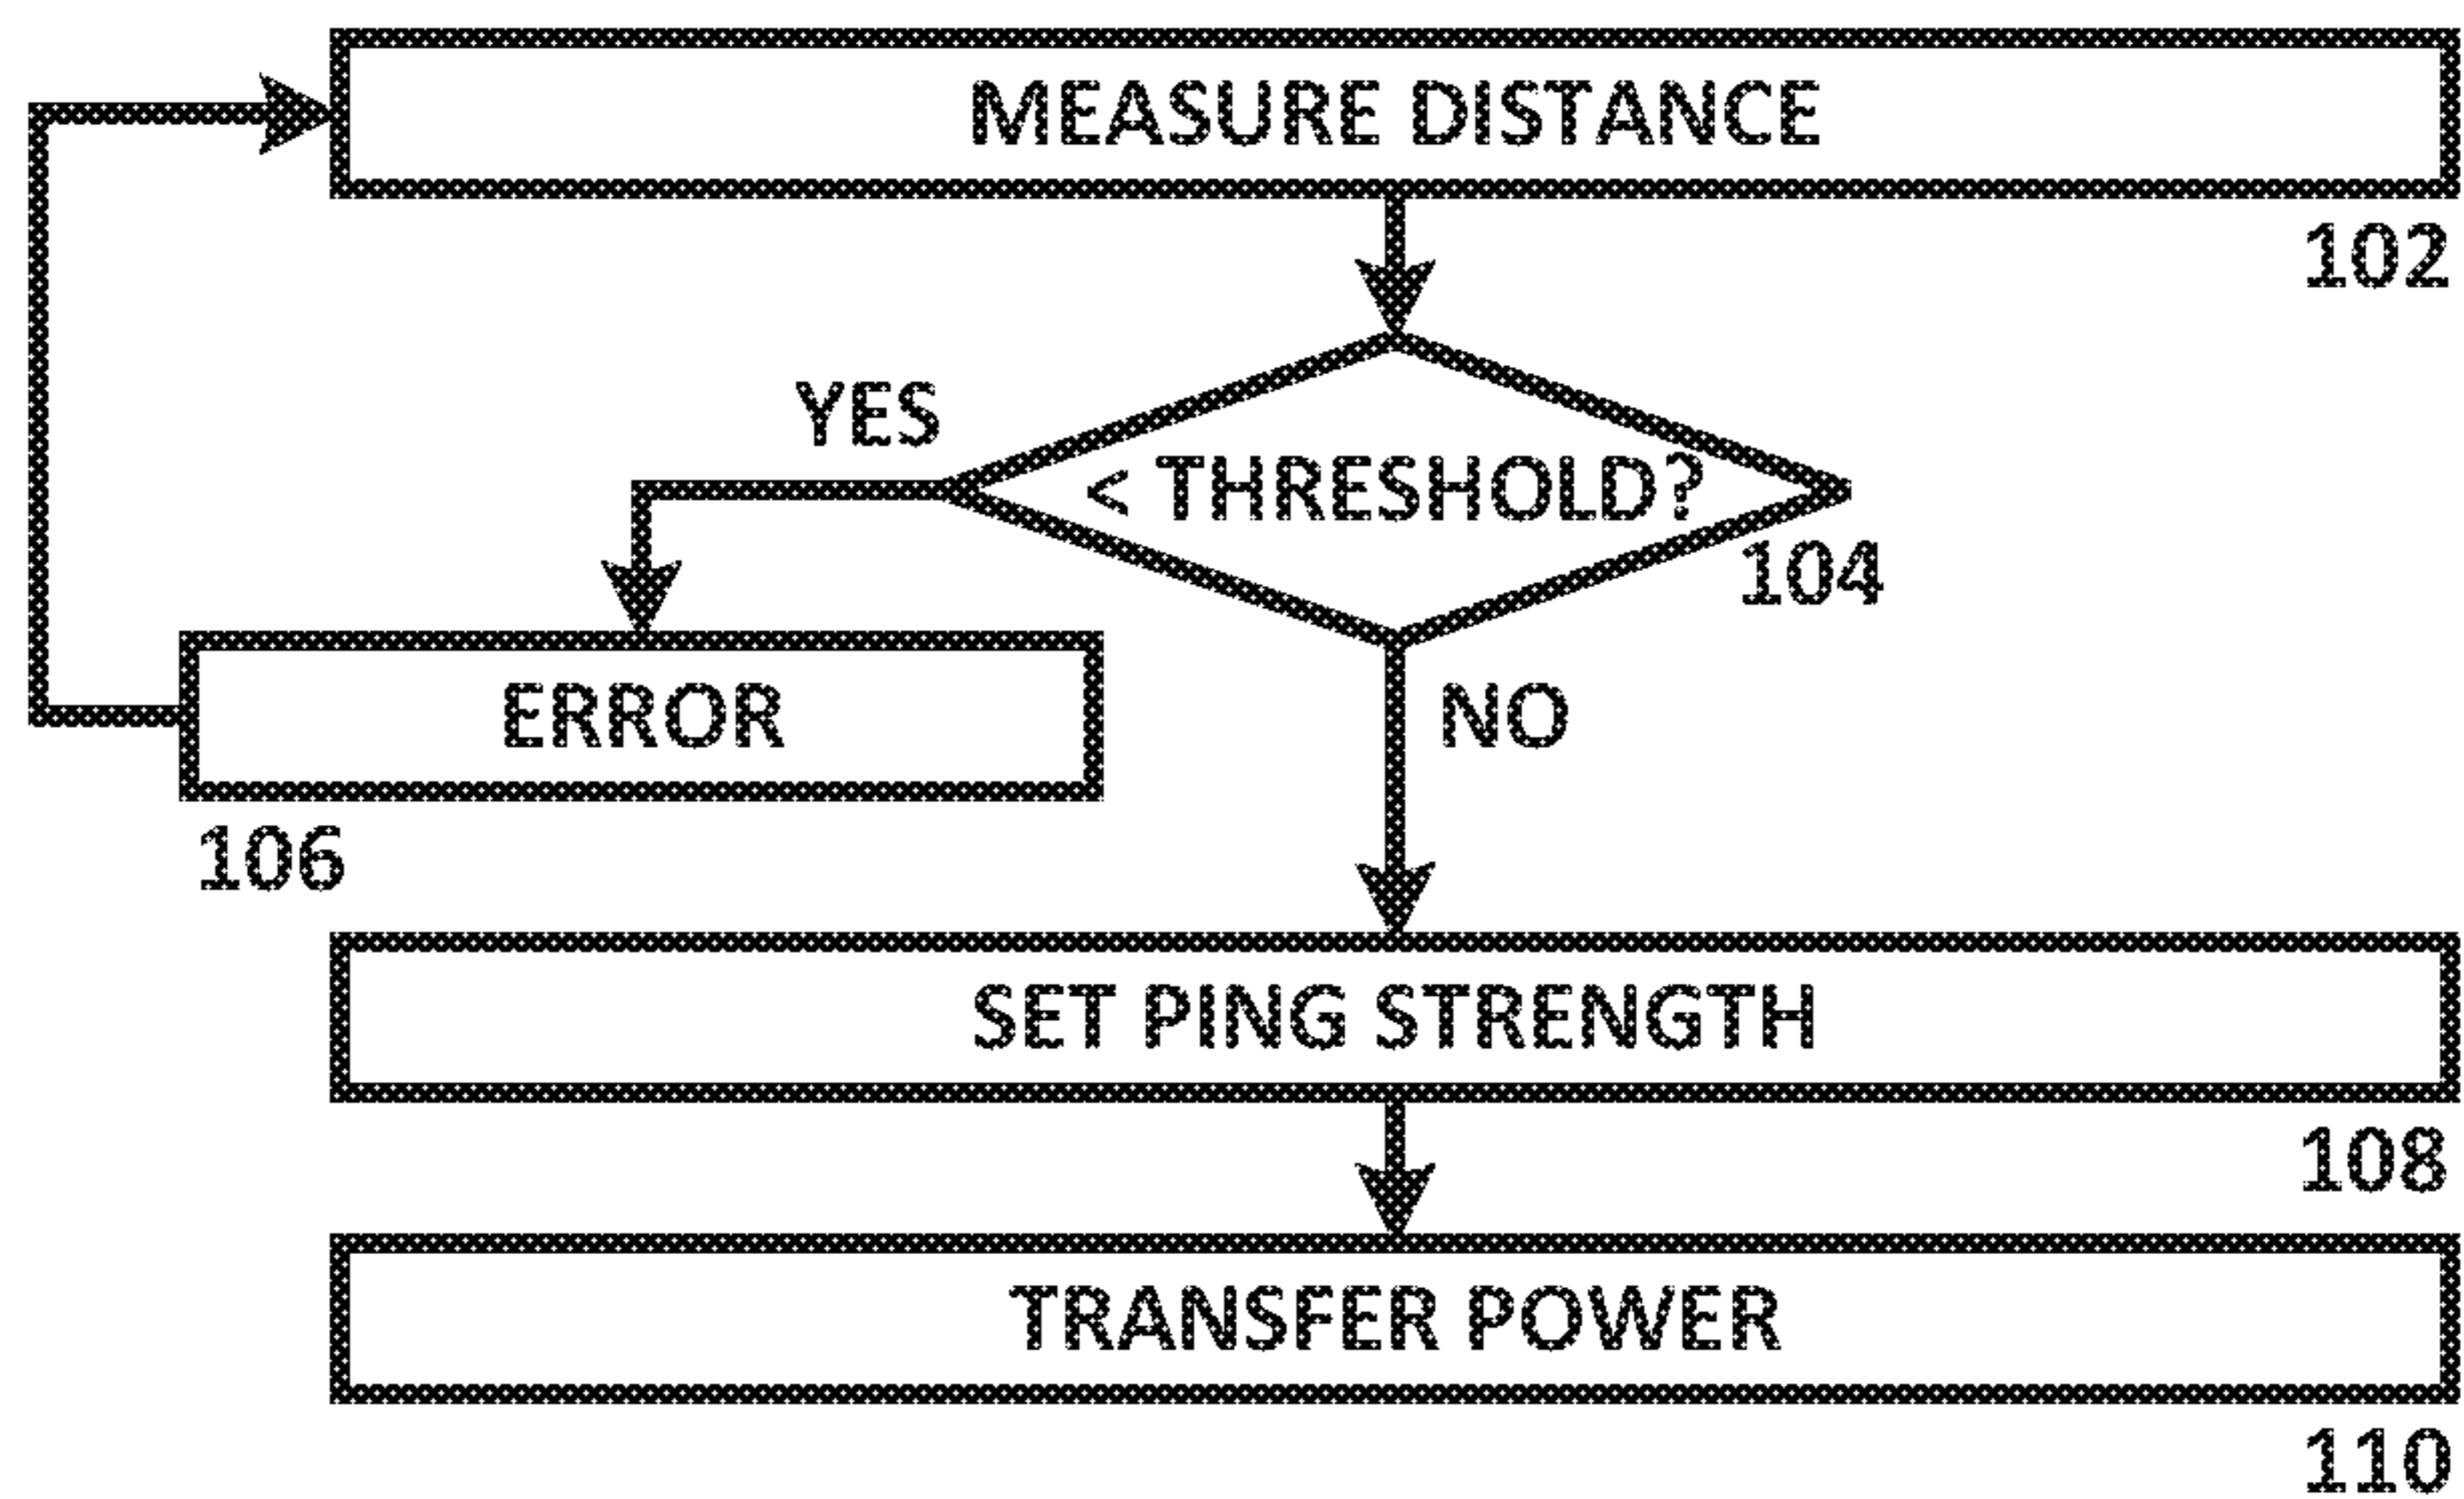 MEASURE DISTANCE
102
YES
< THRESHOLD?
104
ERROR
NO
106
SET PING STRENGTH
108
TRANSFER POWER
110